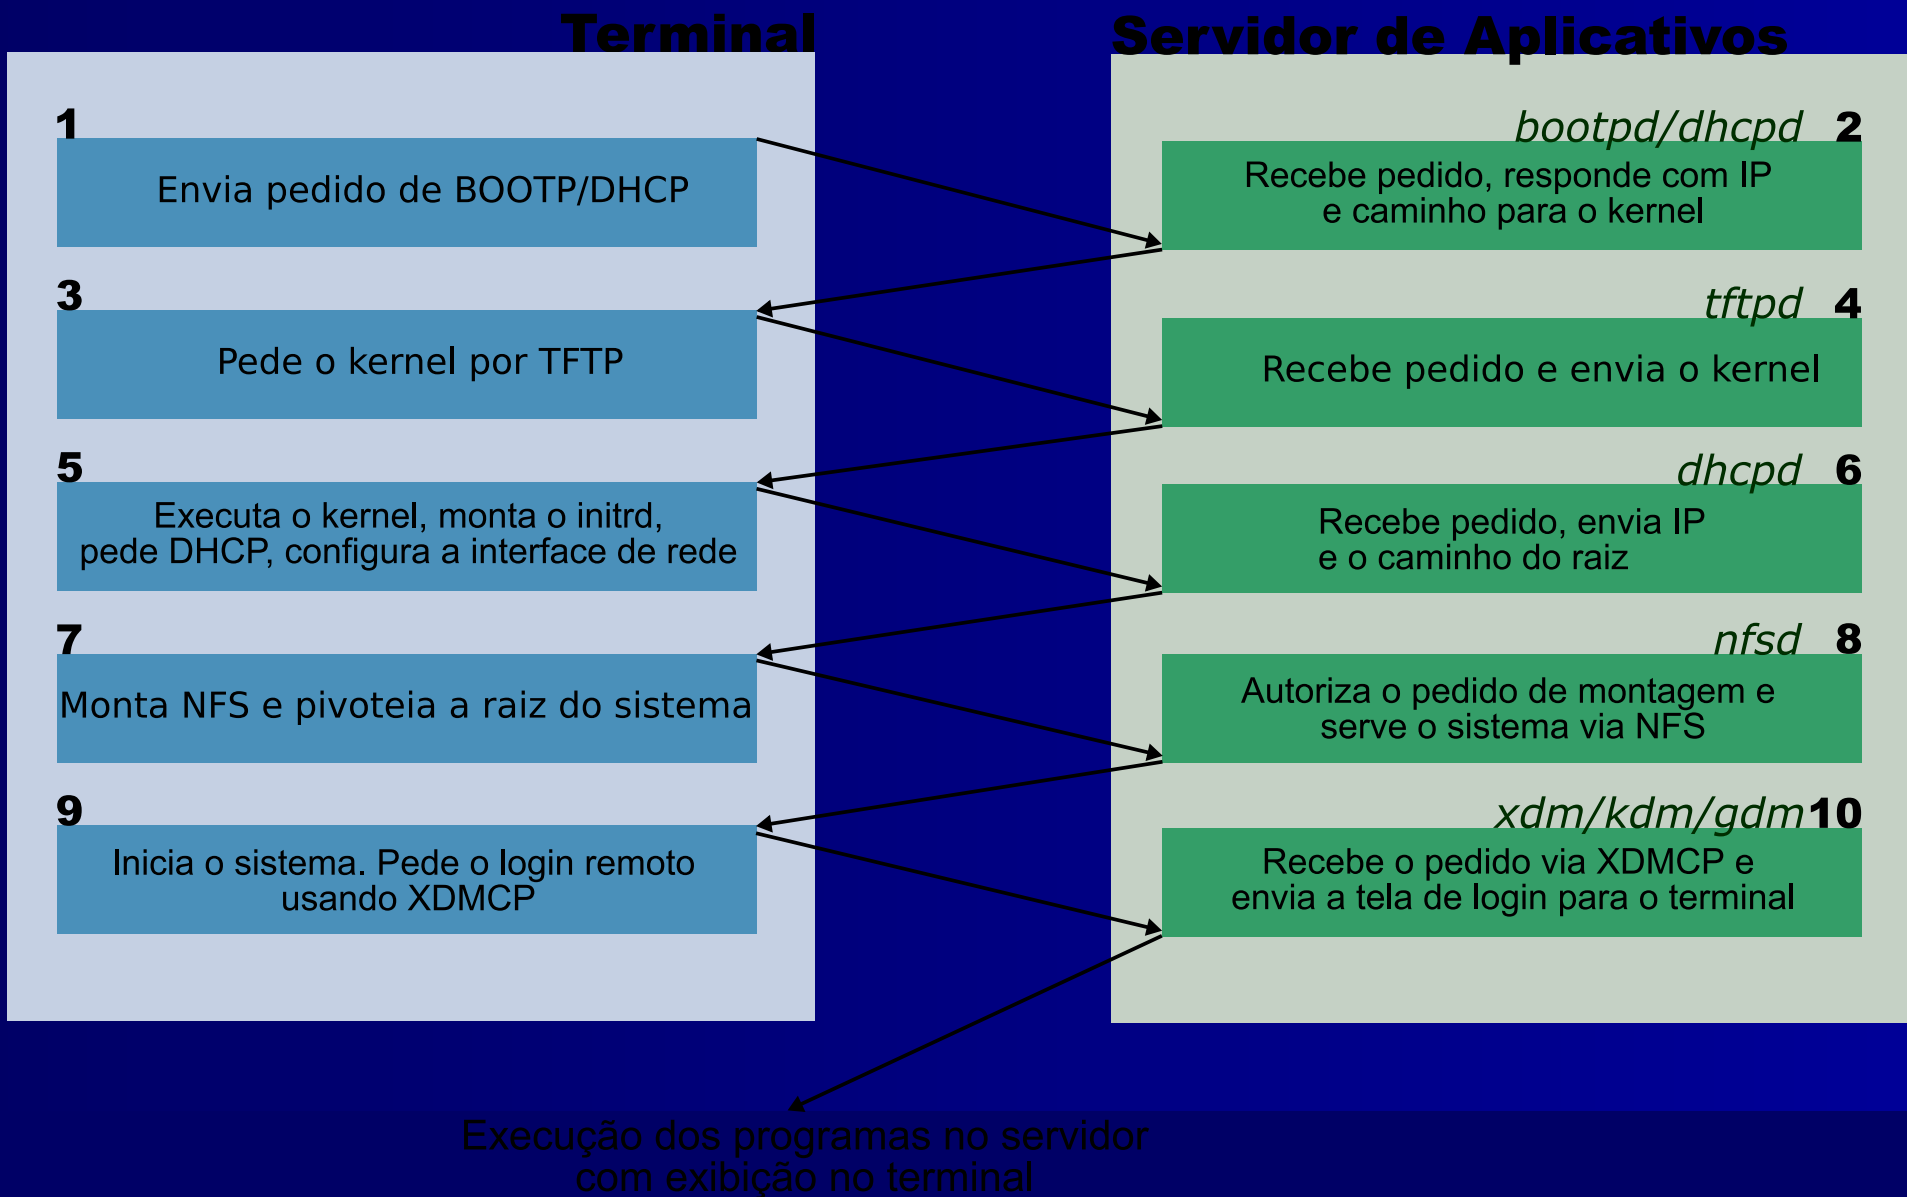 Terminal
Servidor de Aplicativos
1
Envia pedido de BOOTP/DHCP
bootpd/dhcpd 2
Recebe pedido, responde com IP
e caminho para o kernel
3
Pede o kernel por TFTP
tftpd 4
Recebe pedido e envia o kernel
5
Executa o kernel, monta o initrd,
pede DHCP, configura a interface de rede
dhcpd 6
Recebe pedido, envia IP
e o caminho do raiz
7
Monta NFS e pivoteia a raiz do sistema
nfsd 8
Autoriza o pedido de montagem e
serve o sistema via NFS
9
Inicia o sistema. Pede o login remoto
usando XDMCP
xdm/kdm/gdm 10
Recebe o pedido via XDMCP e
envia a tela de login para o terminal
Execução dos programas no servidor
com exibição no terminal